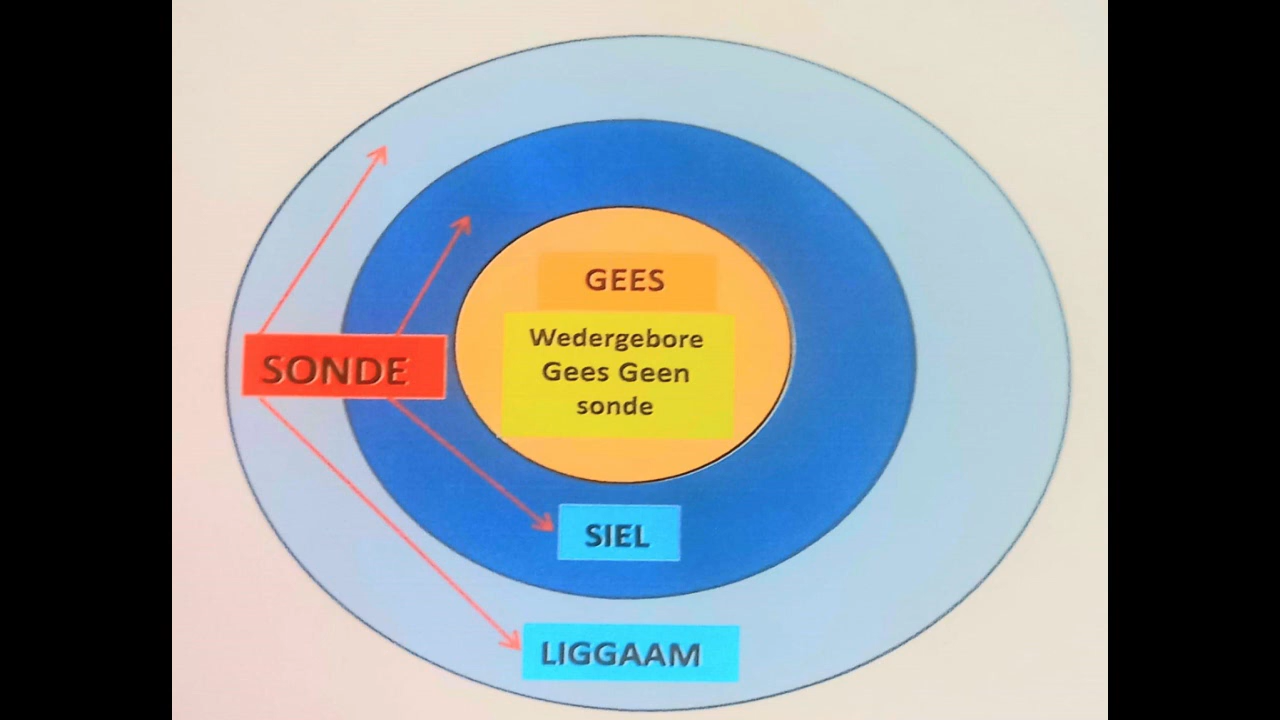 GEES
Wedergebore
Gees Geen
sonde
SONDE
SIEL
LIGGAAM